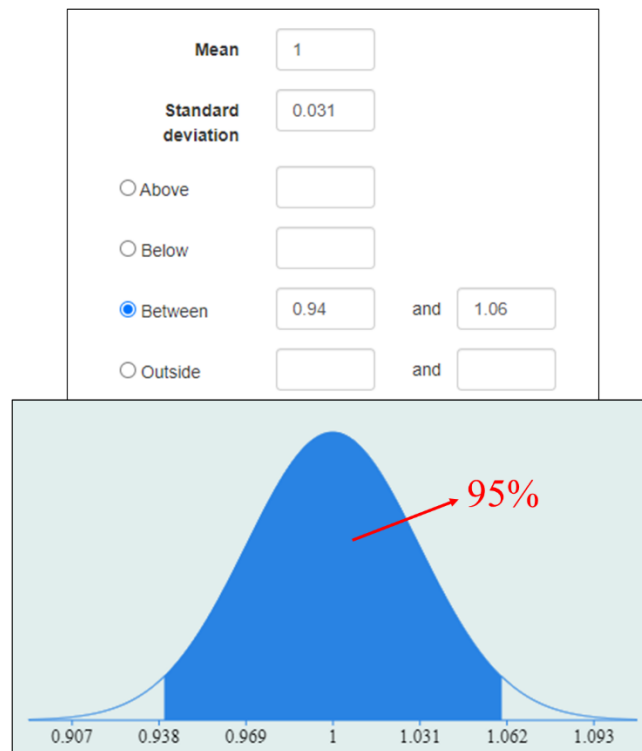 Mean 1
Standard 0.031
deviation
Above
Below
Between 0.94 and 1.06
Outside and
95%
0.907 0.938 0.969 1 1.031 1.062 1.093